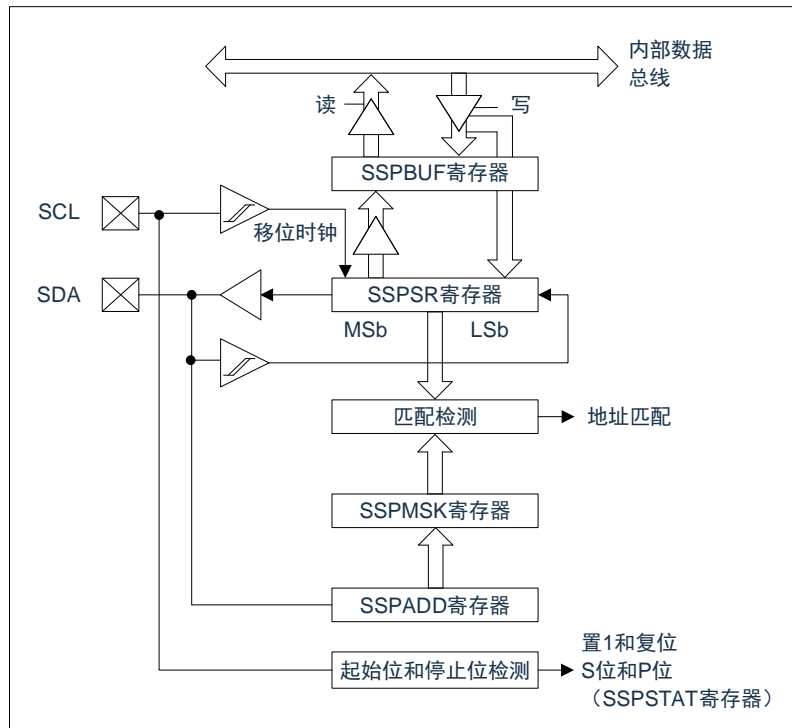 内部数据
总线
读
写
SSPBUF寄存器
SCL
移位时钟
SDA
SSPSR寄存器
MSb
LSb
匹配检测
地址匹配
SSPMSK寄存器
SSPADD寄存器
起始位和停止位检测
置1和复位
S位和P位
（SSPSTAT寄存器）